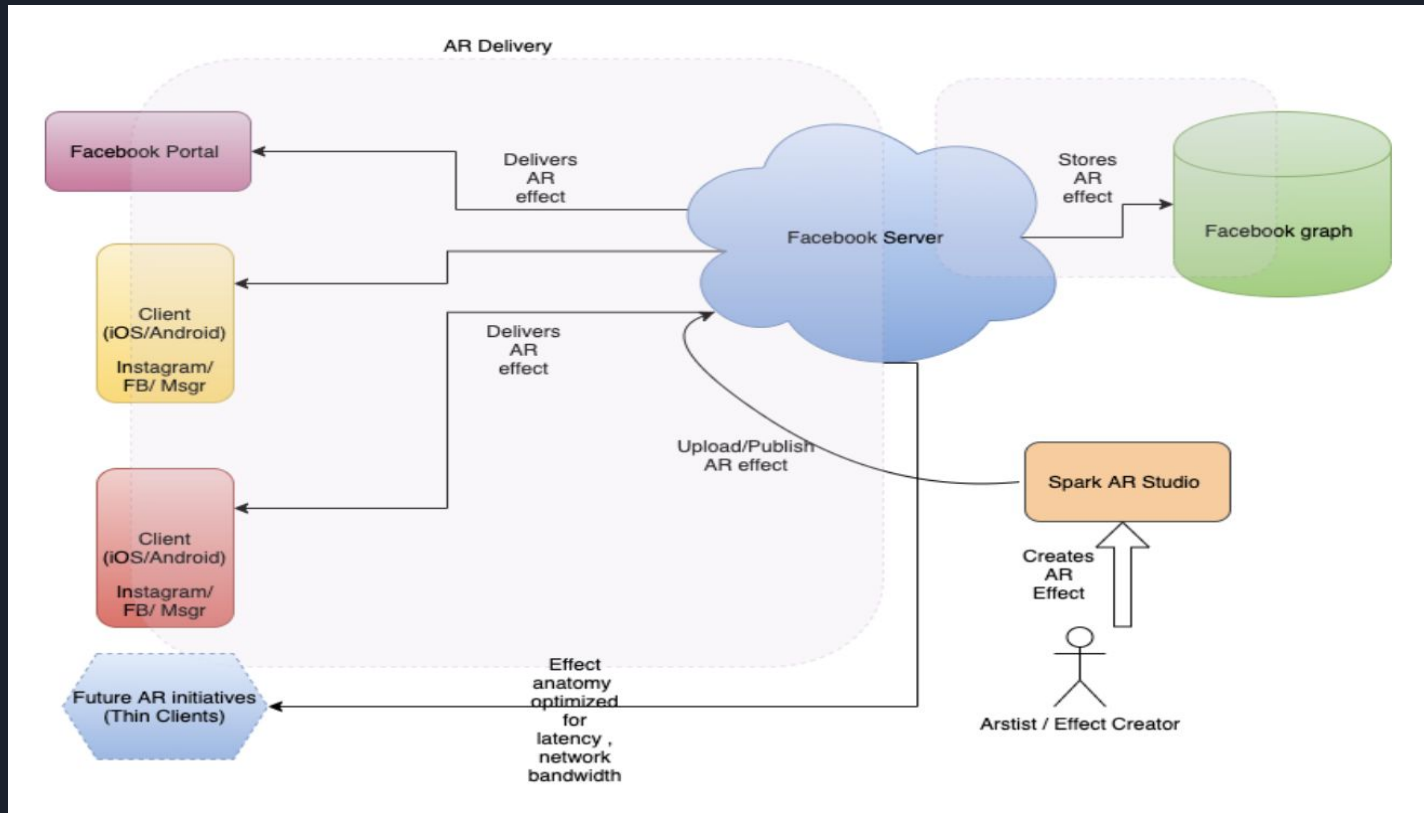 AR Delivery
Facebook Portal
Delivers
AR
effect
Facebook Server
Stores
AR
effect
Facebook graph
Client
(iOS/Android)
Instagram/
FB/ Msgr
Delivers
AR
effect
Upload/Publish
AR effect
Spark AR Studio
Creates
AR
Effect
Client
(iOS/Android)
Instagram/
FB/ Msgr
Future AR initiatives
(Thin Clients)
Effect
anatomy
optimized
for
latency ,
network
bandwidth
Arstist / Effect Creator